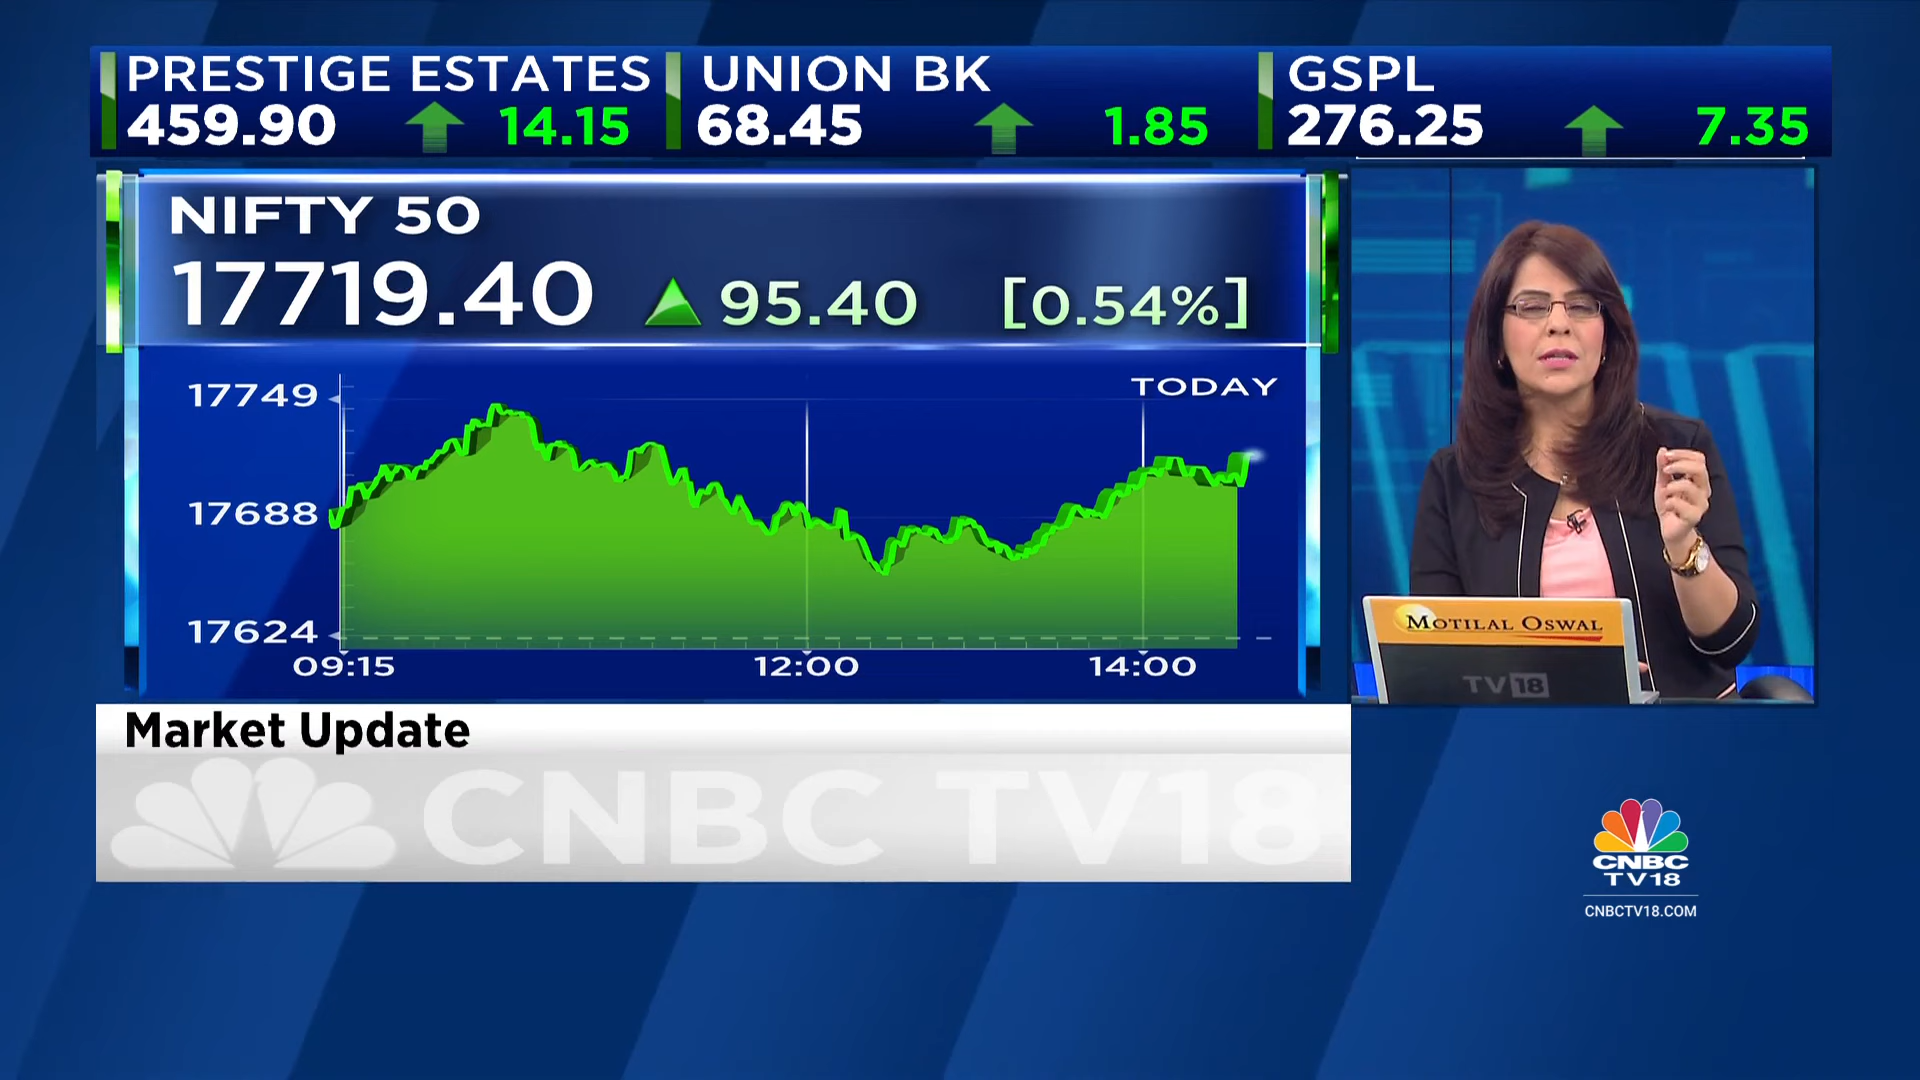 PRESTIGE ESTATES
459.90 14.15
UNION BK
68.45 1.85
GSPL
276.25 7.35
NIFTY 50
17719.40 95.40 [0.54%]
TODAY
17749
17688
17624
09:15 12:00 14:00
MOTILAL OSWAL
TV18
Market Update
CNBC TV18
CNBC
TV18
CNBCTV18.COM